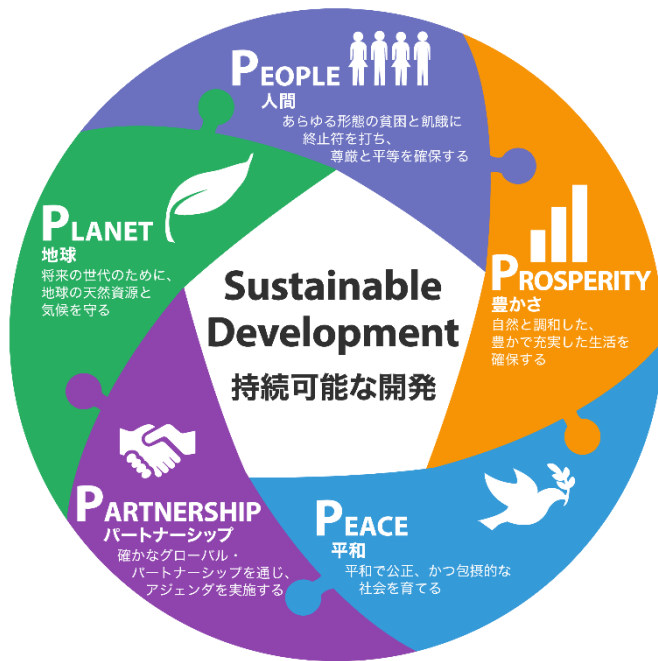 PEOPLE
人間
あらゆる形態の貧困と飢餓に
終止符を打ち、
尊厳と平等を確保する
PROSPERITY
豊かさ
自然と調和した、
豊かで充実した生活を
確保する
PEACE
平和
平和で公正、かつ包摂的な
社会を育てる
PARTNERSHIP
パートナーシップ
確かなグローバル・
パートナーシップを通じ、
アジェンダを実施する
PLANET
地球
将来の世代のために、
地球の天然資源と
気候を守る
Sustainable
Development
持続可能な開発